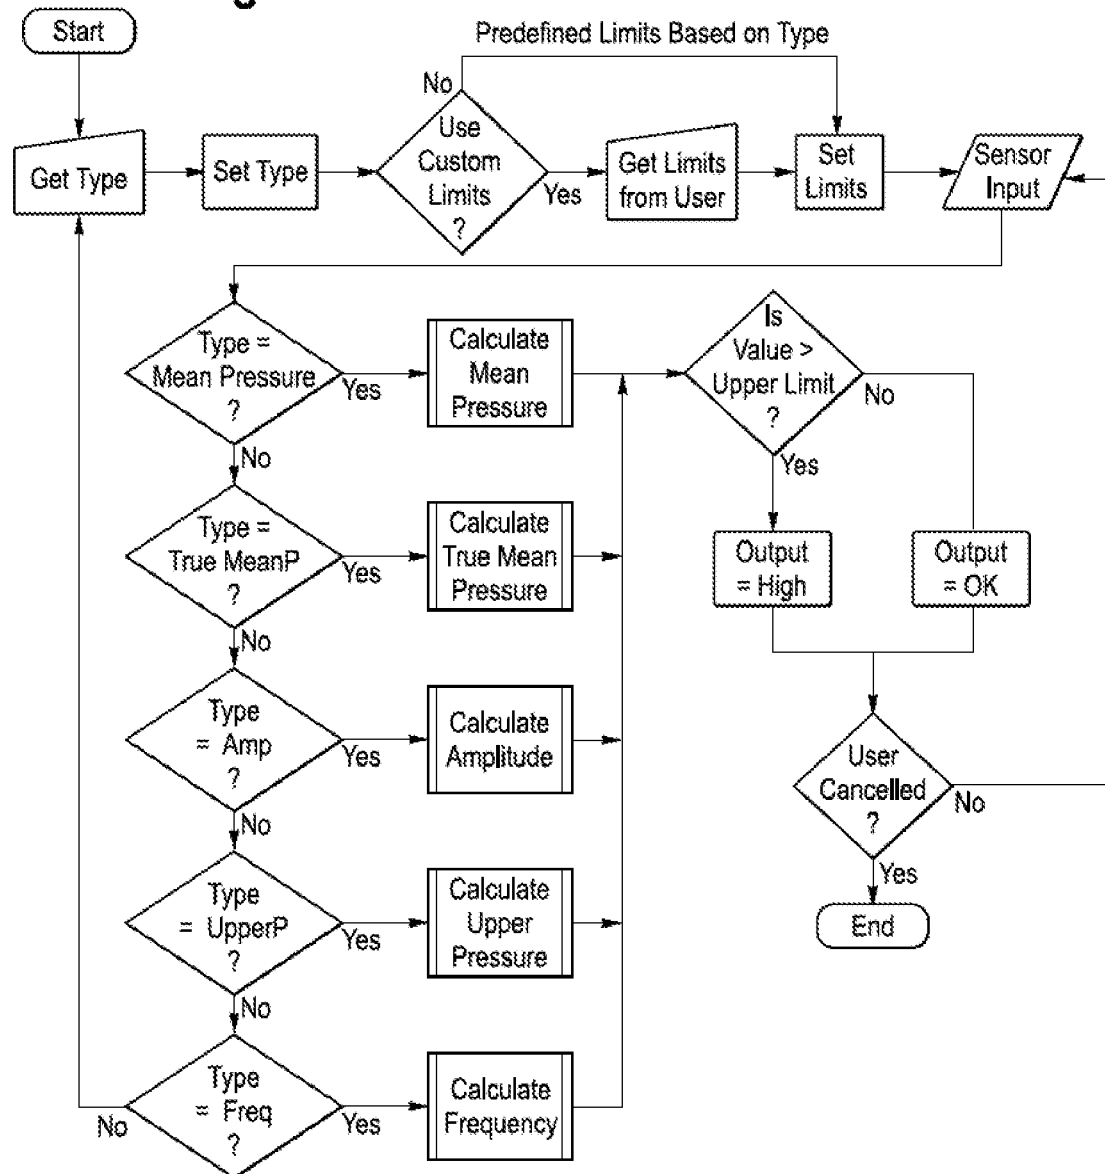 Start
Predefined Limits Based on Type
No
Get Type
Set Type
Use
Custom
Limits
?
Yes
Get Limits
from User
Set
Limits
Sensor
Input
Type =
Mean Pressure
?
Yes
No
Calculate
Mean
Pressure
Is
Value >
Upper Limit
?
No
Yes
Type =
True MeanP
?
Yes
No
Calculate
True Mean
Pressure
Output
= High
Output
= OK
Type
= Amp
?
Yes
No
Calculate
Amplitude
User
Cancelled
?
No
Yes
End
Type
= UpperP
?
Yes
No
Calculate
Upper
Pressure
Type
= Freq
?
No
Yes
Calculate
Frequency